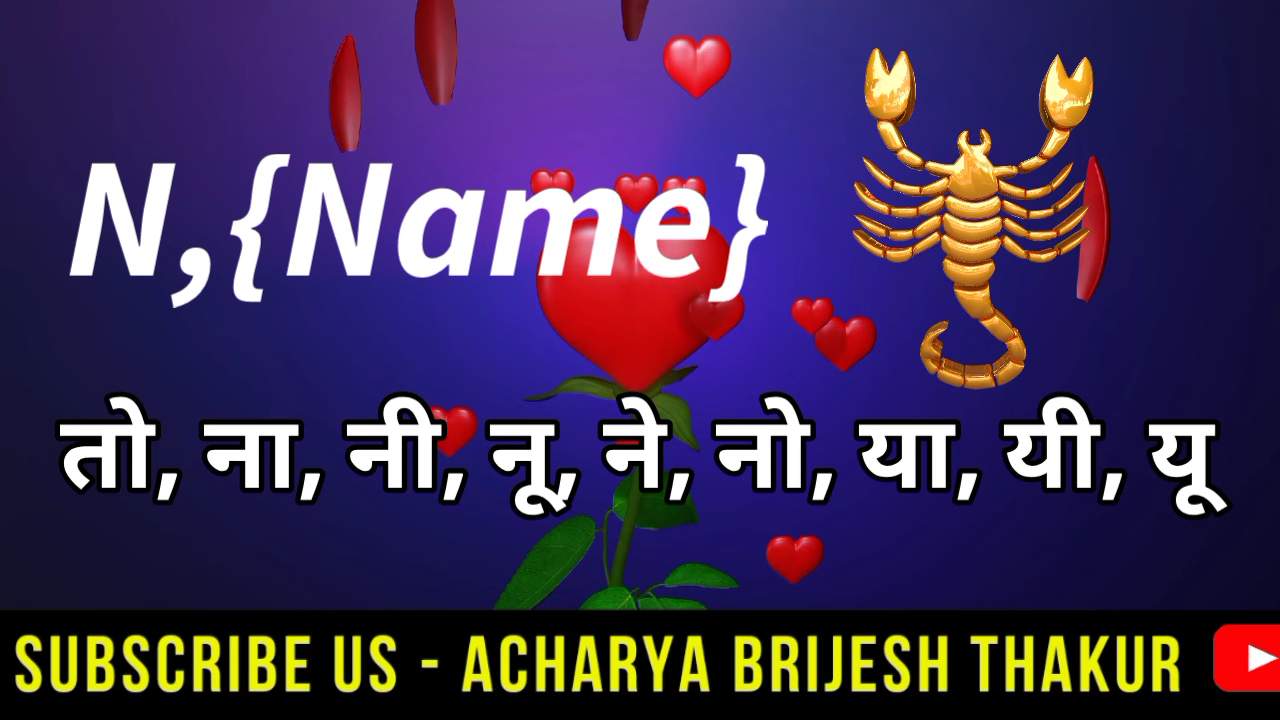 N,{Name}
तो, ना, नी, नू, ने, नो, या, यी, यू
SUBSCRIBE US - ACHARYA BRIJESH THAKUR